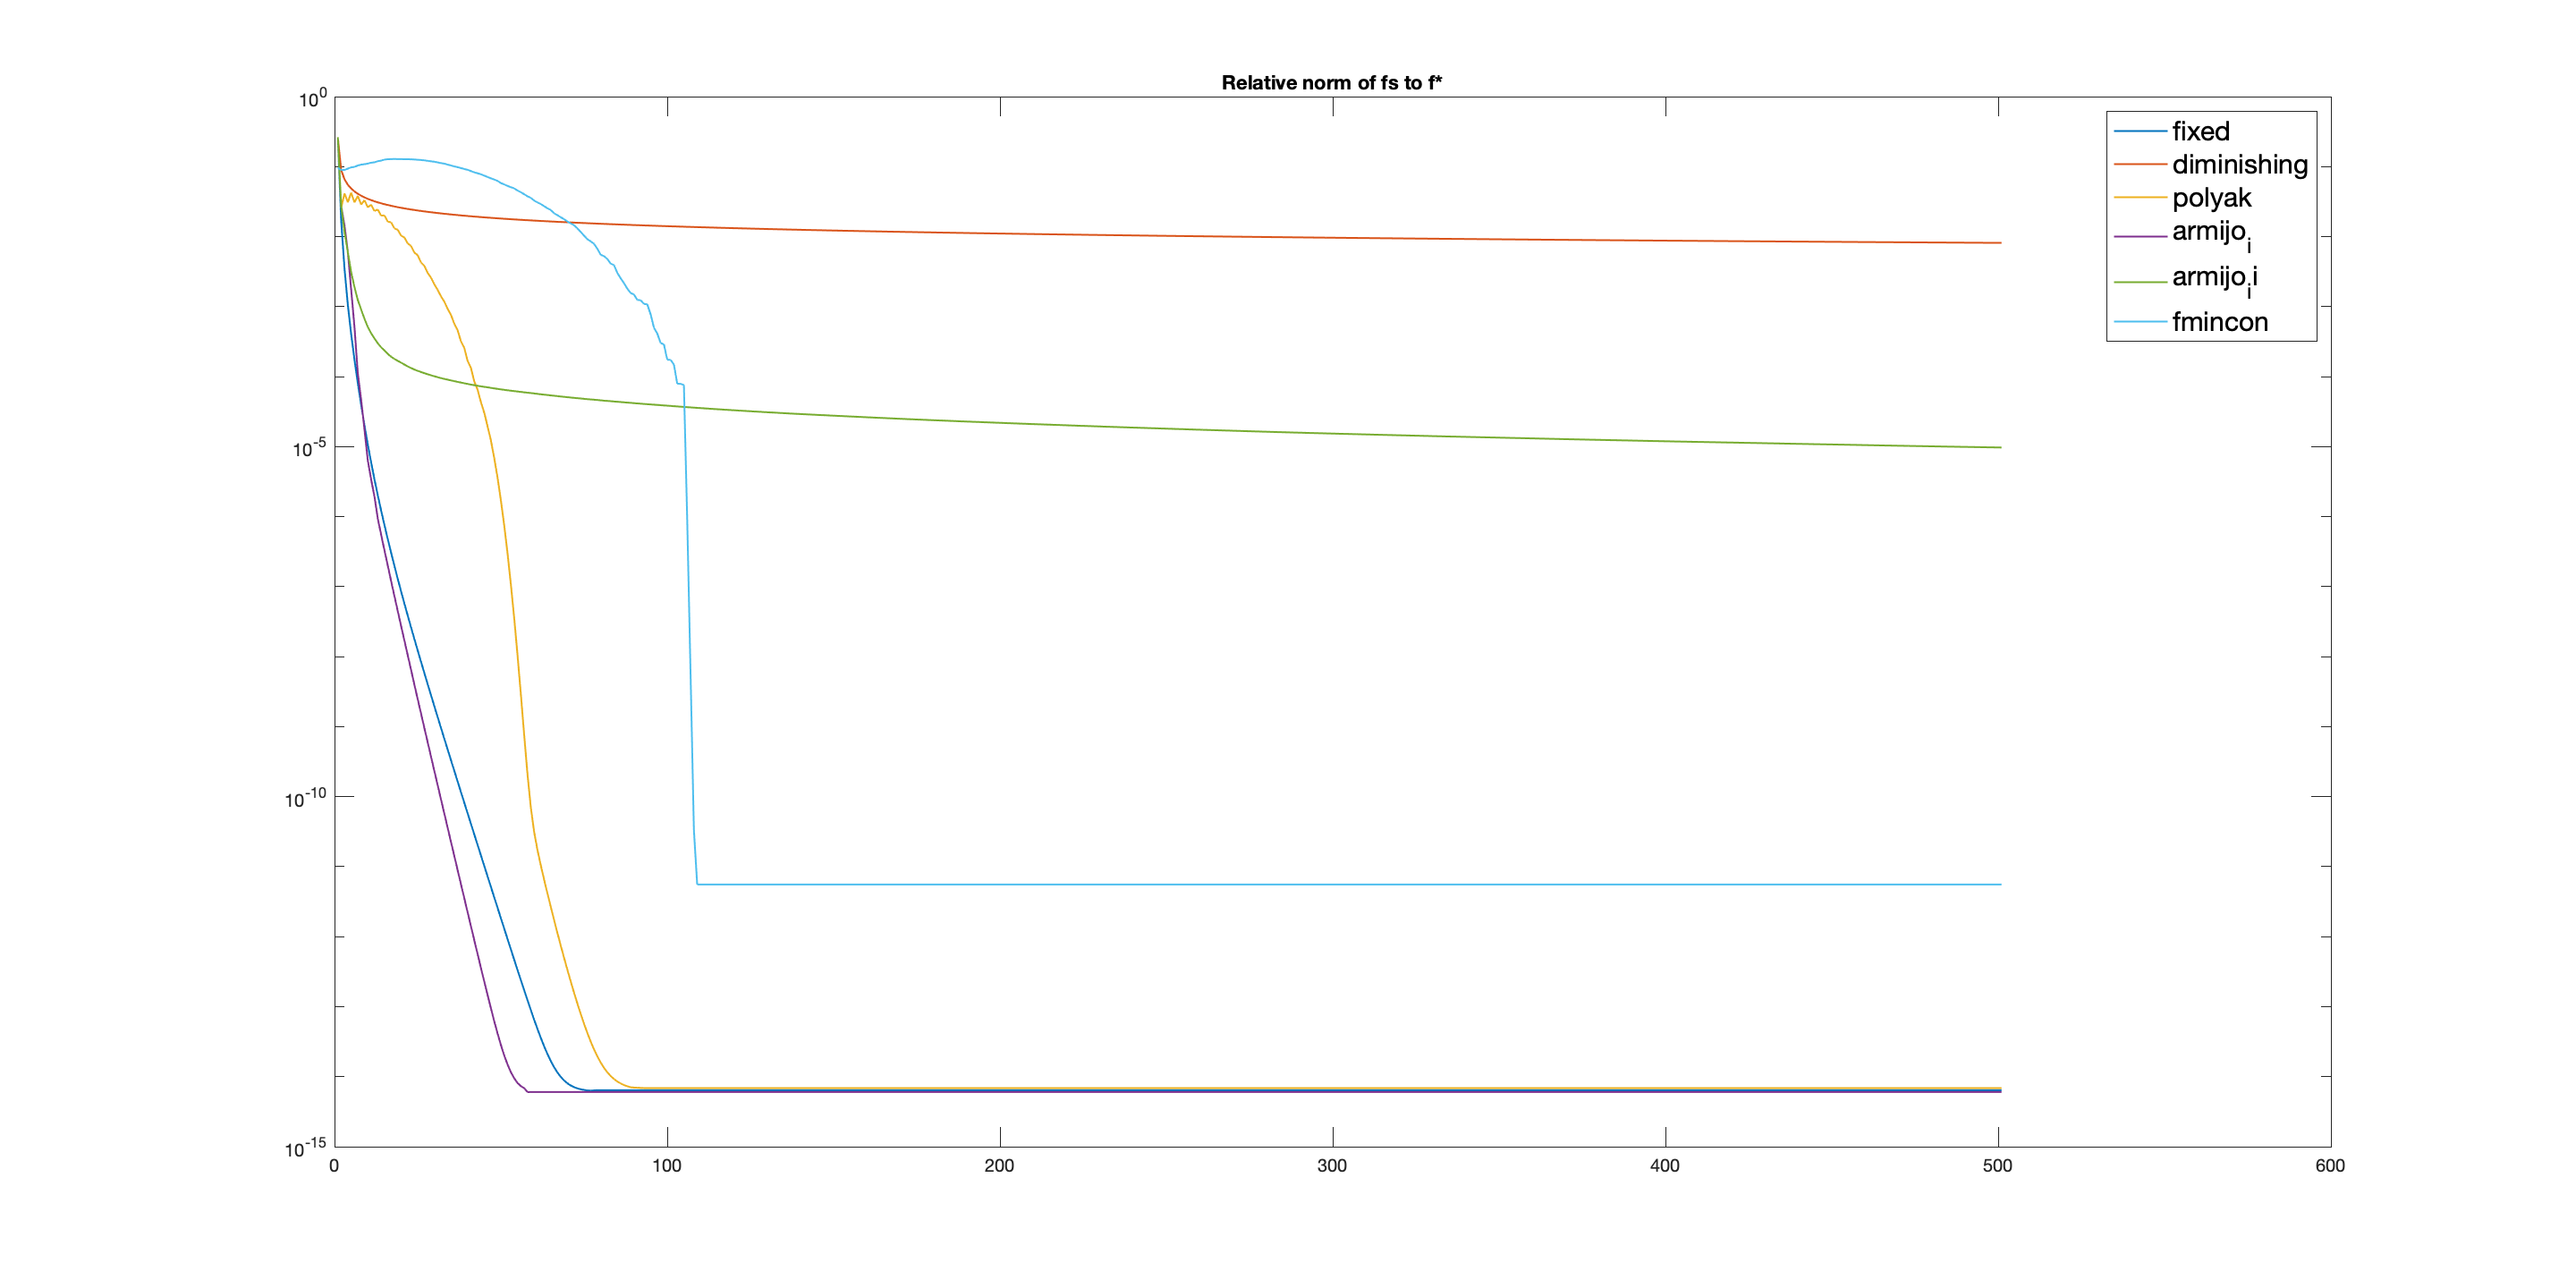 Relative norm of fs to f*
10^0
10^-5
10^-10
10^-15
0 100 200 300 400 500 600
fixed
diminishing
polyak
armijo_i
armijo_ii
fmincon